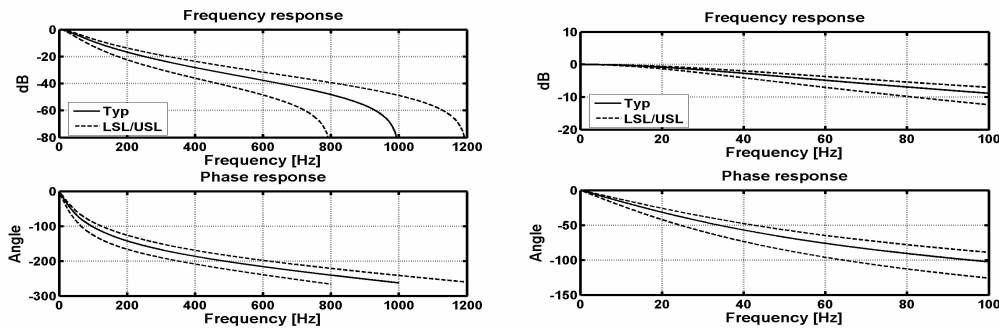 Frequency response
0
-20
-40
-60
-80
dB
Typ
LSL/USL
0 200 400 600 800 1000 1200
Frequency [Hz]
Phase response
0
-100
-200
-300
Angle
0 200 400 600 800 1000 1200
Frequency [Hz]
Frequency response
10
0
-10
-20
dB
Typ
LSL/USL
0 20 40 60 80 100
Frequency [Hz]
Phase response
0
-50
-100
-150
Angle
0 20 40 60 80 100
Frequency [Hz]